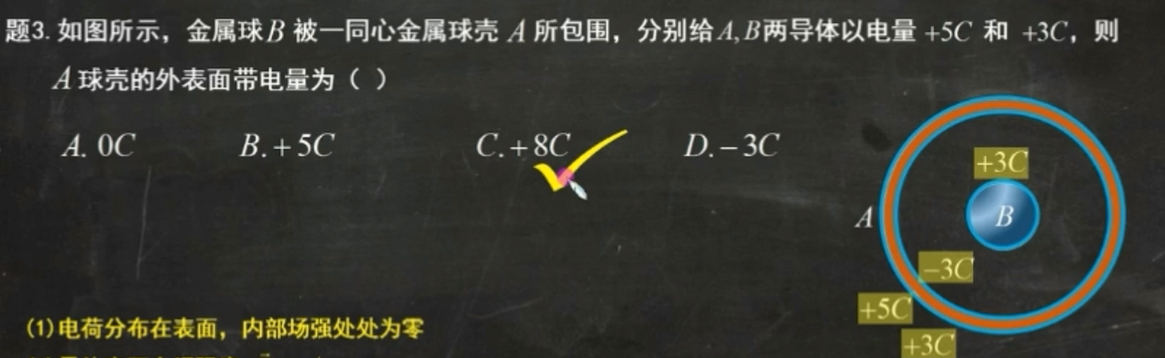 题3. 如图所示，金属球B 被一同心金属球壳 A 所包围，分别给A,B两导体以电量 +5C 和 +3C，则
A 球壳的外表面带电量为（ ）
A. 0C B.+5C C.+8C D.−3C
+3C
A B
−3C
+5C
+3C
(1)电荷分布在表面，内部场强处处为零